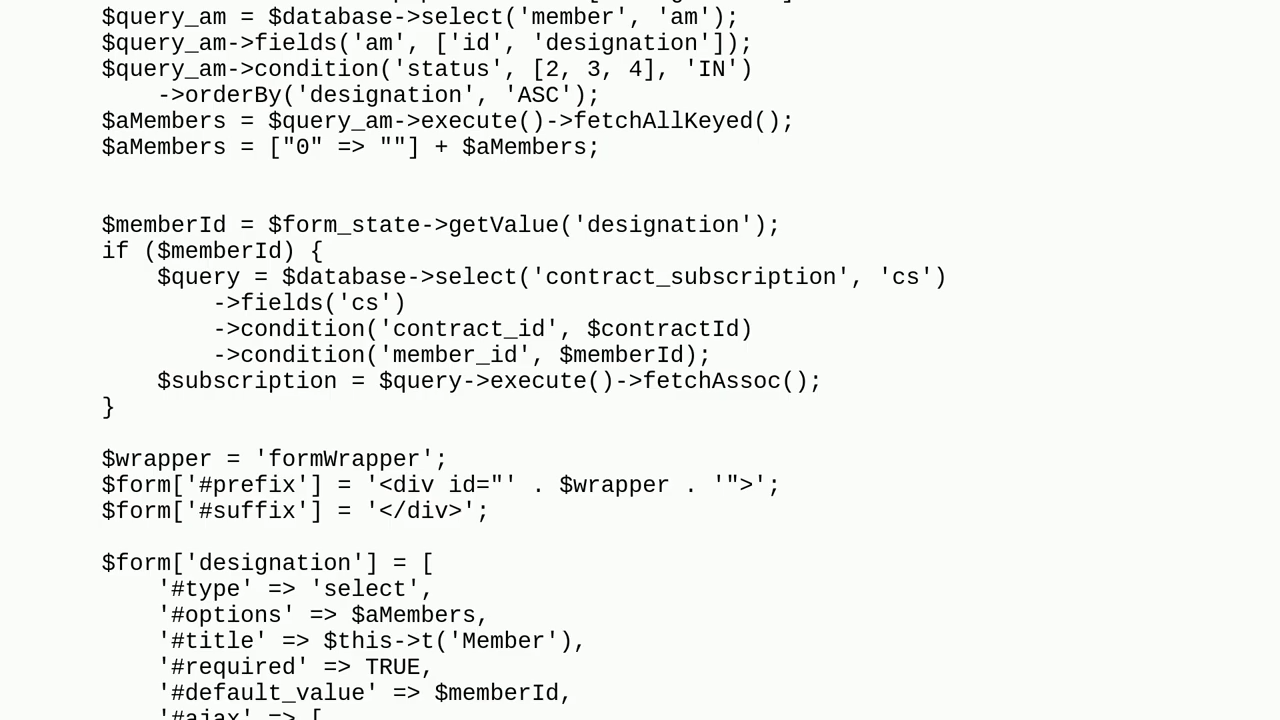 $query_am = $database->select('member', 'am');
$query_am->fields('am', ['id', 'designation']);
$query_am->condition('status', [2, 3, 4], 'IN')
->orderBy('designation', 'ASC');
$aMembers = $query_am->execute()->fetchAllKeyed();
$aMembers = ["0" => ""] + $aMembers;
$memberId = $form_state->getValue('designation');
if ($memberId) {
$query = $database->select('contract_subscription', 'cs')
->fields('cs')
->condition('contract_id', $contractId)
->condition('member_id', $memberId);
$subscription = $query->execute()->fetchAssoc();
}
$wrapper = 'formWrapper';
$form['#prefix'] = '<div id="' . $wrapper . '">';
$form['#suffix'] = '</div>';
$form['designation'] = [
'#type' => 'select',
'#options' => $aMembers,
'#title' => $this->t('Member'),
'#required' => TRUE,
'#default_value' => $memberId,
'#ajax' => [